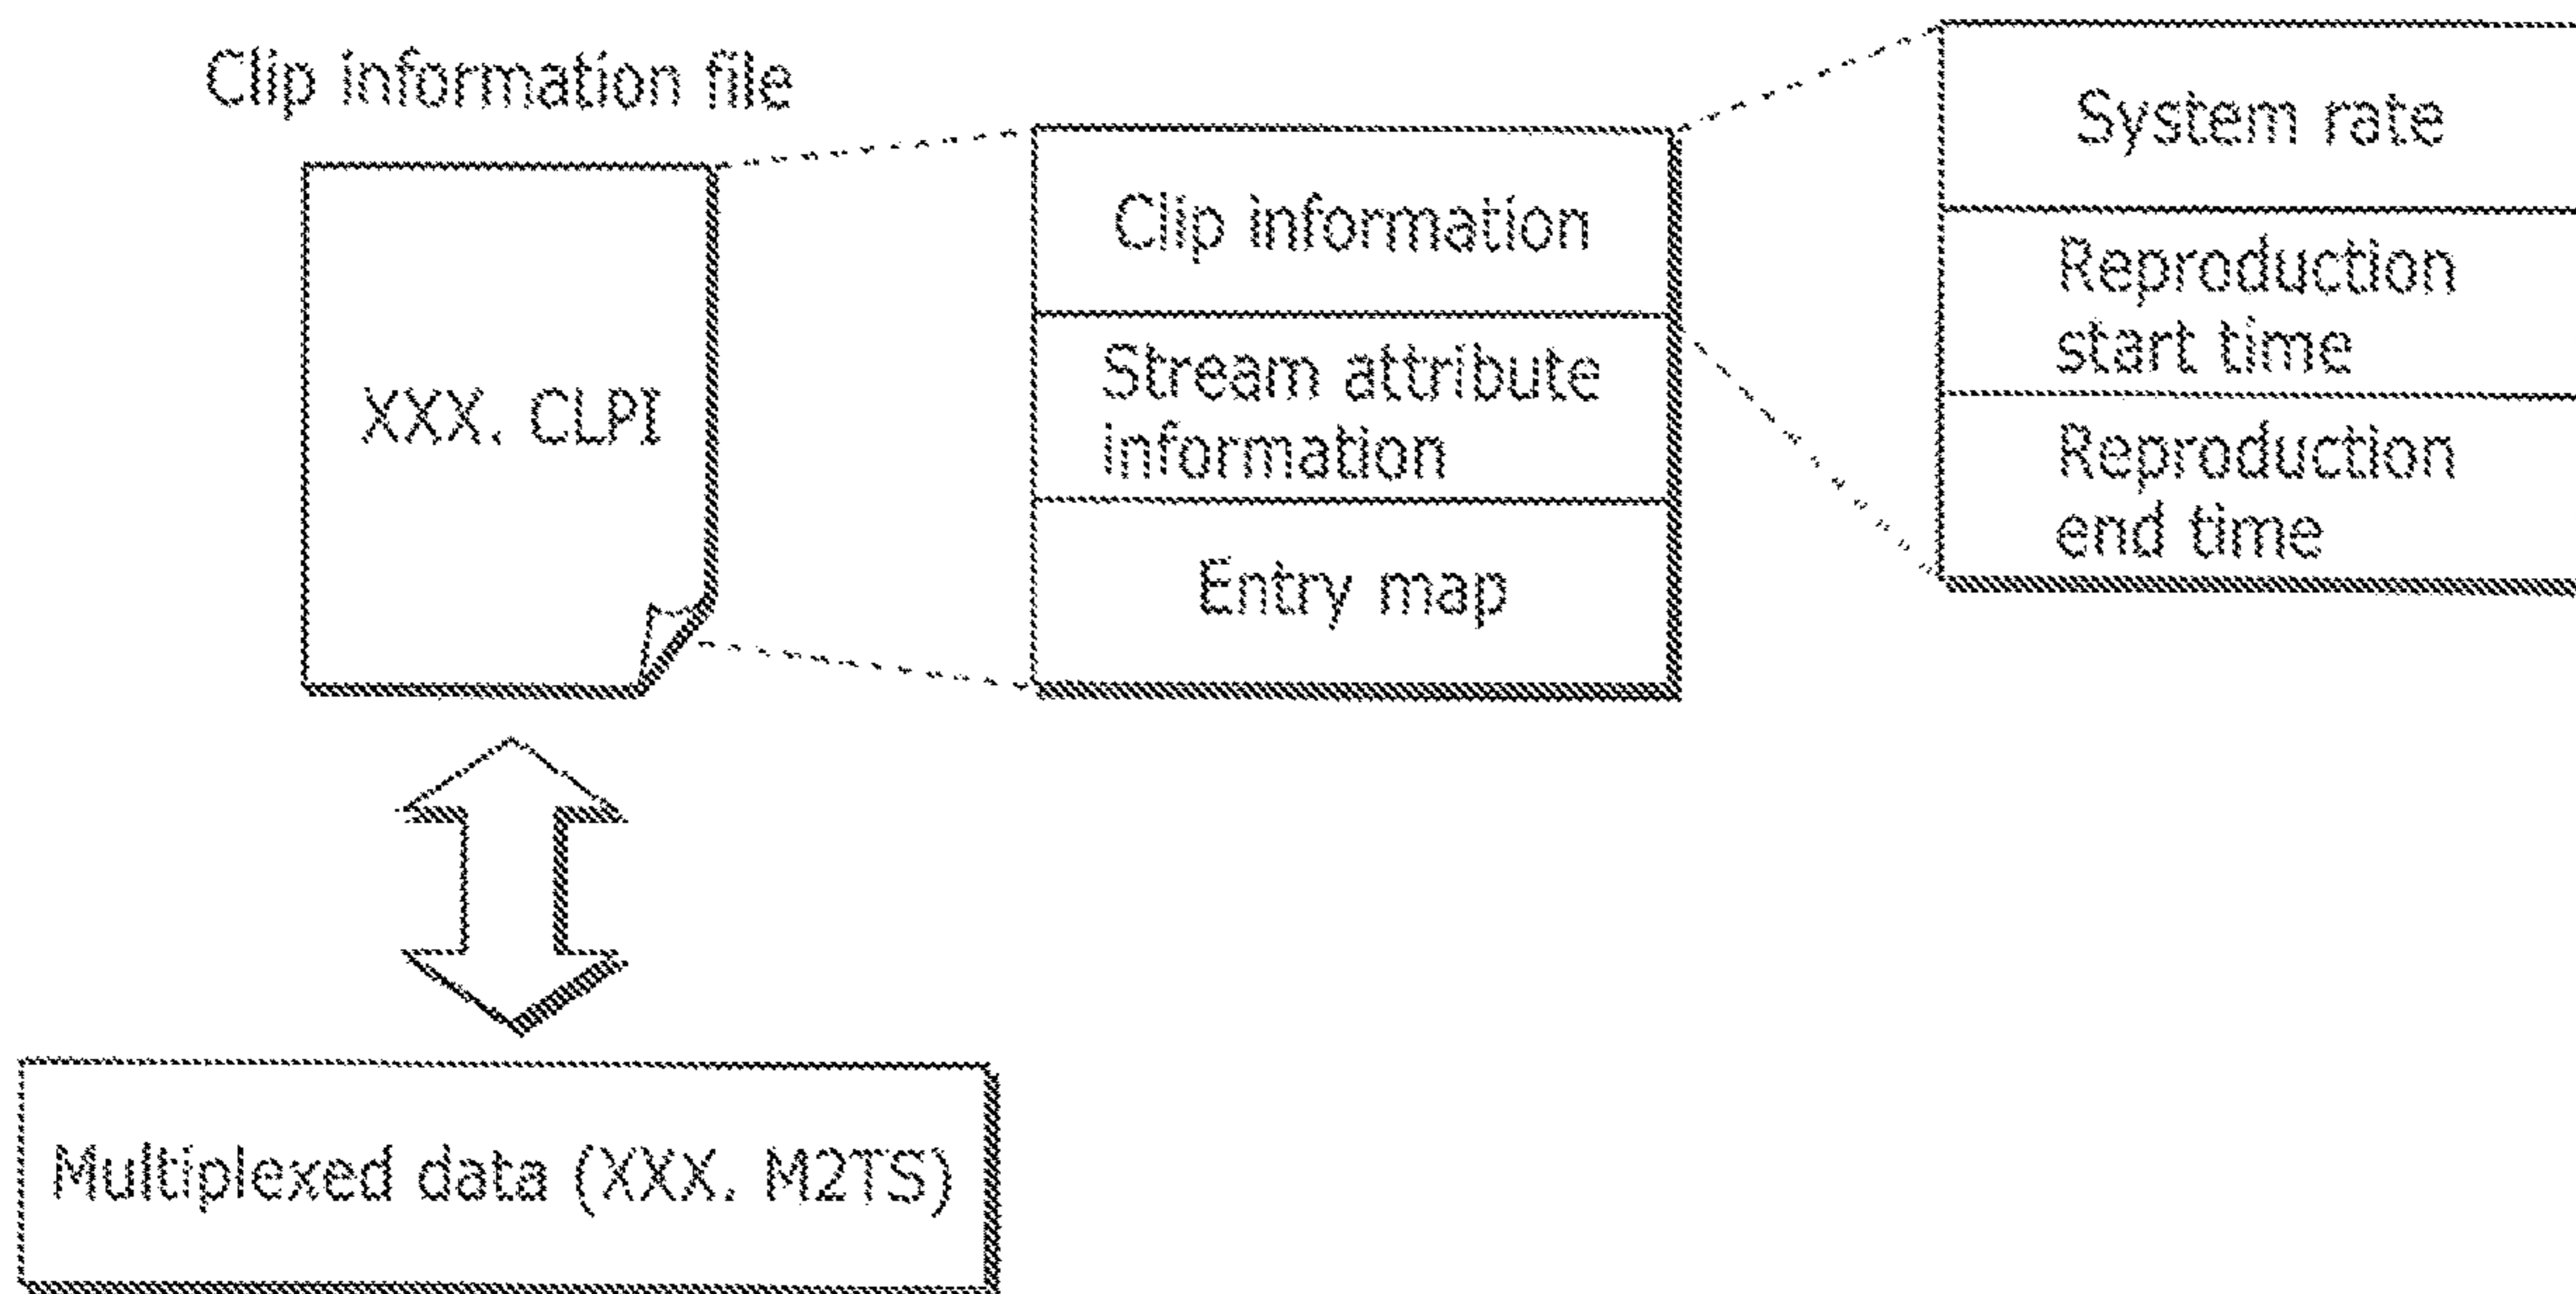 Clip information file
XXX. CLPI
Clip information
Stream attribute
information
Entry map
System rate
Reproduction
start time
Reproduction
end time
Multiplexed data (XXX. M2TS)